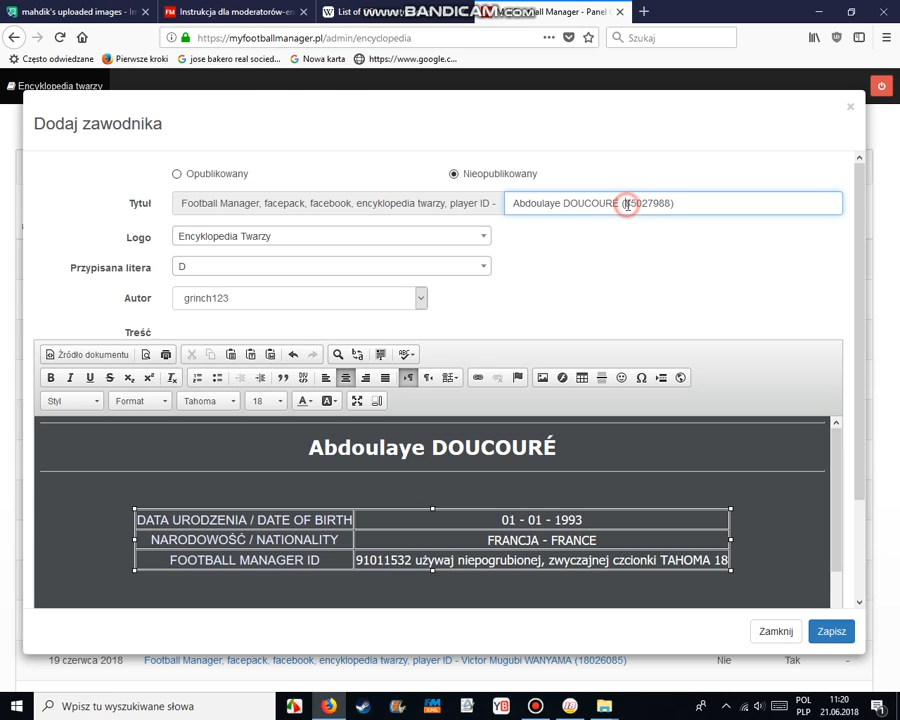 mahdik's uploaded images -
Instrukcja dla moderatorów-en
List of
www.BANDICAM.com
Manager - Panel
https://myfootballmanager.pl/admin/encyclopedia
Szukaj
Często odwiedzane
Pierwsze kroki
jose bakero real socied...
Nowa karta
https://www.google.c...
Encyklopedia twarzy
Dodaj zawodnika
Opublikowany
Nieopublikowany
Tytuł
Football Manager, facepack, facebook, encyklopedia twarzy, player ID -
Abdoulaye DOUCOURÉ (85027988)
Logo
Encyklopedia Twarzy
Przypisana litera
D
Autor
grinch123
Treść
Źródło dokumentu
Styl
Format
Tahoma
18
Abdoulaye DOUCOURÉ
DATA URODZENIA / DATE OF BIRTH
01 - 01 - 1993
NARODOWOŚĆ / NATIONALITY
FRANCJA - FRANCE
FOOTBALL MANAGER ID
91011532 używaj niepogrubionej, zwyczajnej czcionki TAHOMA 18
Zamknij
Zapisz
19 czerwca 2018
Football Manager, facepack, facebook, encyklopedia twarzy, player ID - Victor Mugubi WANYAMA (18026085)
Nie
Tak
-
Wpisz tu wyszukiwane słowa
POL
PLP
11:20
21.06.2018